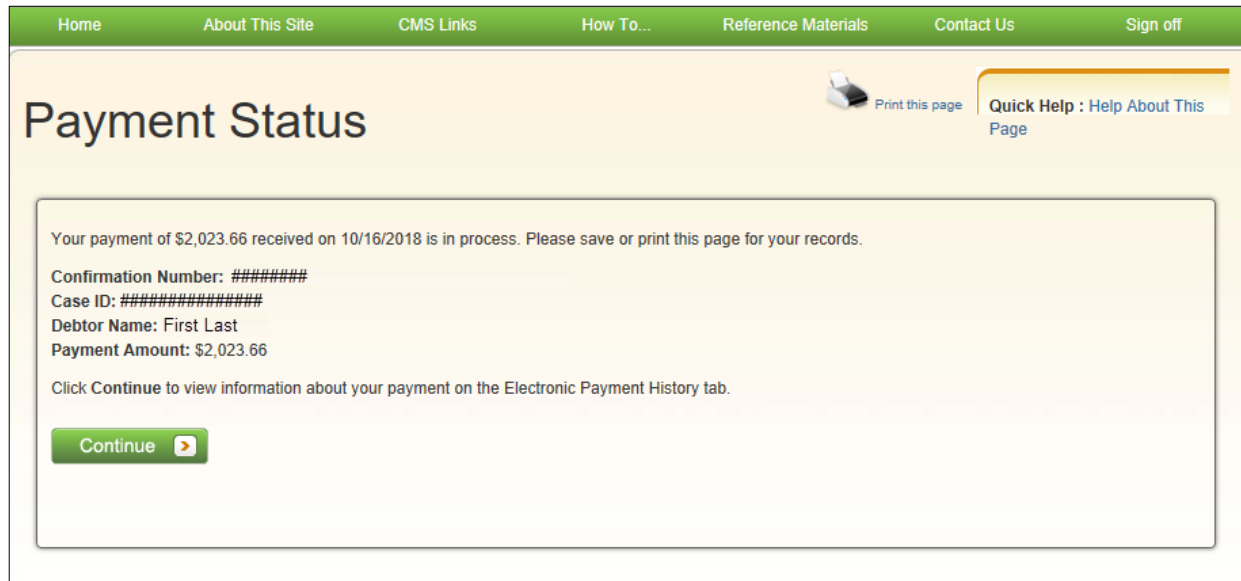 Home About This Site CMS Links How To... Reference Materials Contact Us Sign off
Payment Status
Print this page
Quick Help : Help About This
Page
Your payment of $2,023.66 received on 10/16/2018 is in process. Please save or print this page for your records.
Confirmation Number: ########
Case ID: ###############
Debtor Name: First Last
Payment Amount: $2,023.66
Click Continue to view information about your payment on the Electronic Payment History tab.
Continue